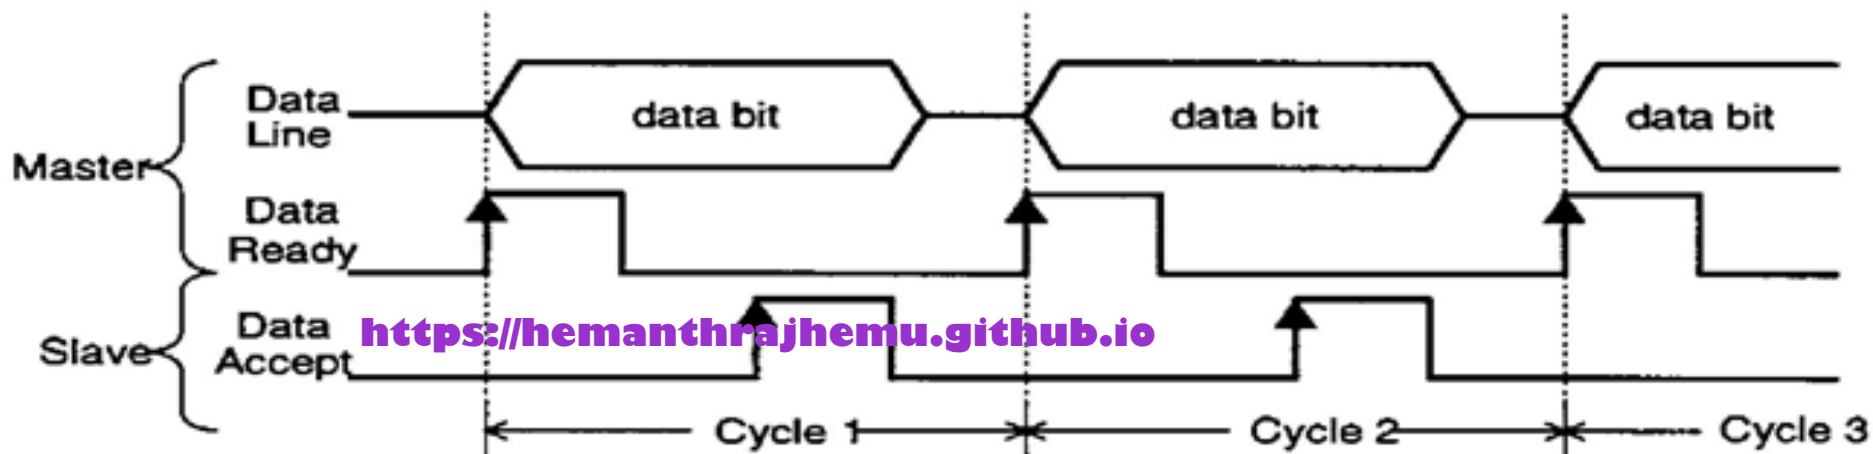 Data
Line
data bit
data bit
data bit
Master
Data
Ready
Slave
Data
Accept
https://hemanthrajhemu.github.io
Cycle 1
Cycle 2
Cycle 3